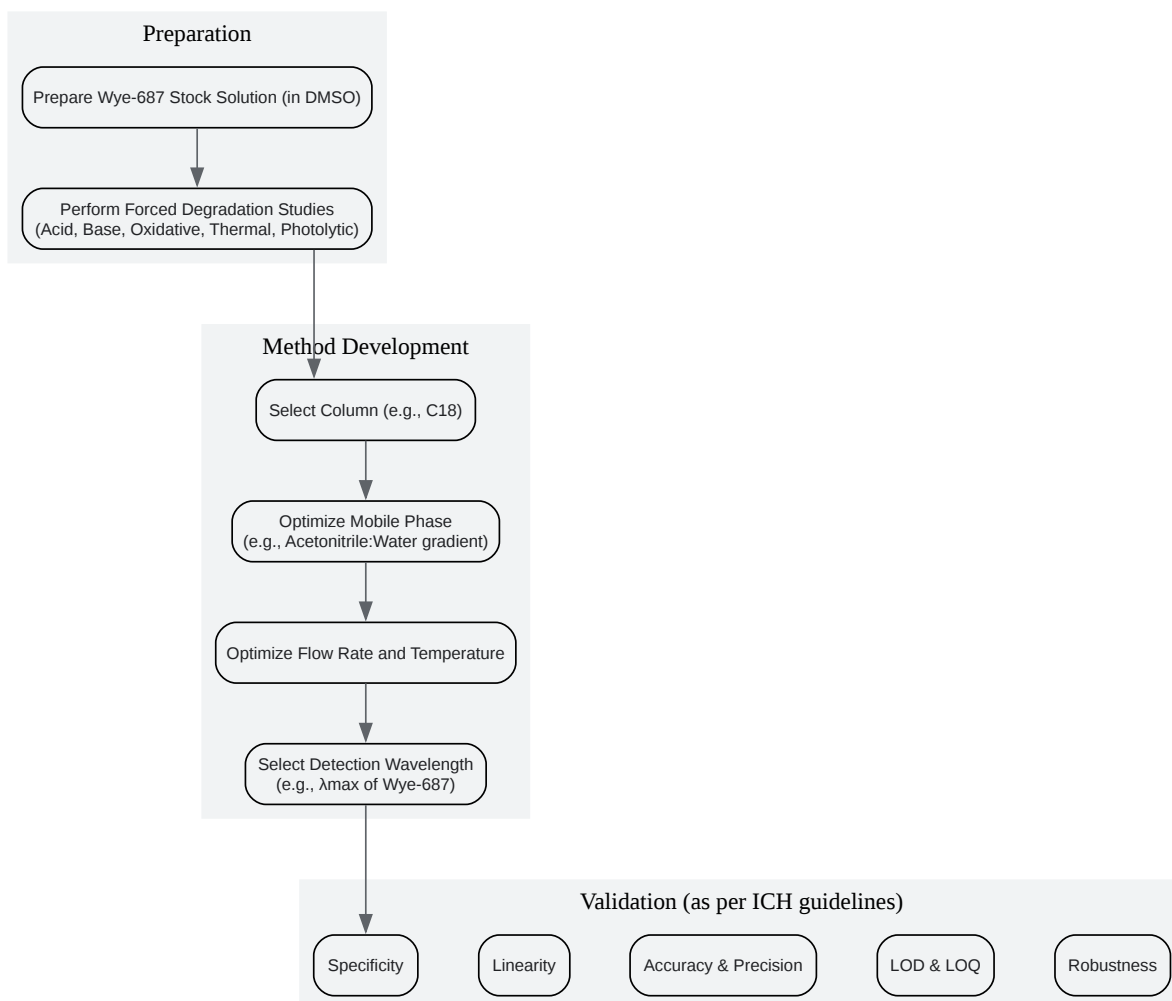 Preparation
Prepare Wye-687 Stock Solution (in DMSO)
Perform Forced Degradation Studies
(Acid, Base, Oxidative, Thermal, Photolytic)
Method Development
Select Column (e.g., C18)
Optimize Mobile Phase
(e.g., Acetonitrile:Water gradient)
Optimize Flow Rate and Temperature
Select Detection Wavelength
(e.g., λmax of Wye-687)
Validation (as per ICH guidelines)
Specificity
Linearity
Accuracy & Precision
LOD & LOQ
Robustness